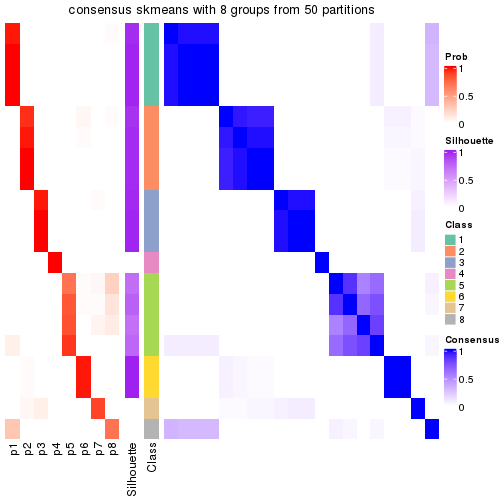 consensus skmeans with 8 groups from 50 partitions
Prob
1
0.5
0
Silhouette
1
0.5
0
Class
1
2
3
4
5
6
7
8
Consensus
1
0.5
0
p1
p2
p3
p4
p5
p6
p7
p8
Silhouette
Class